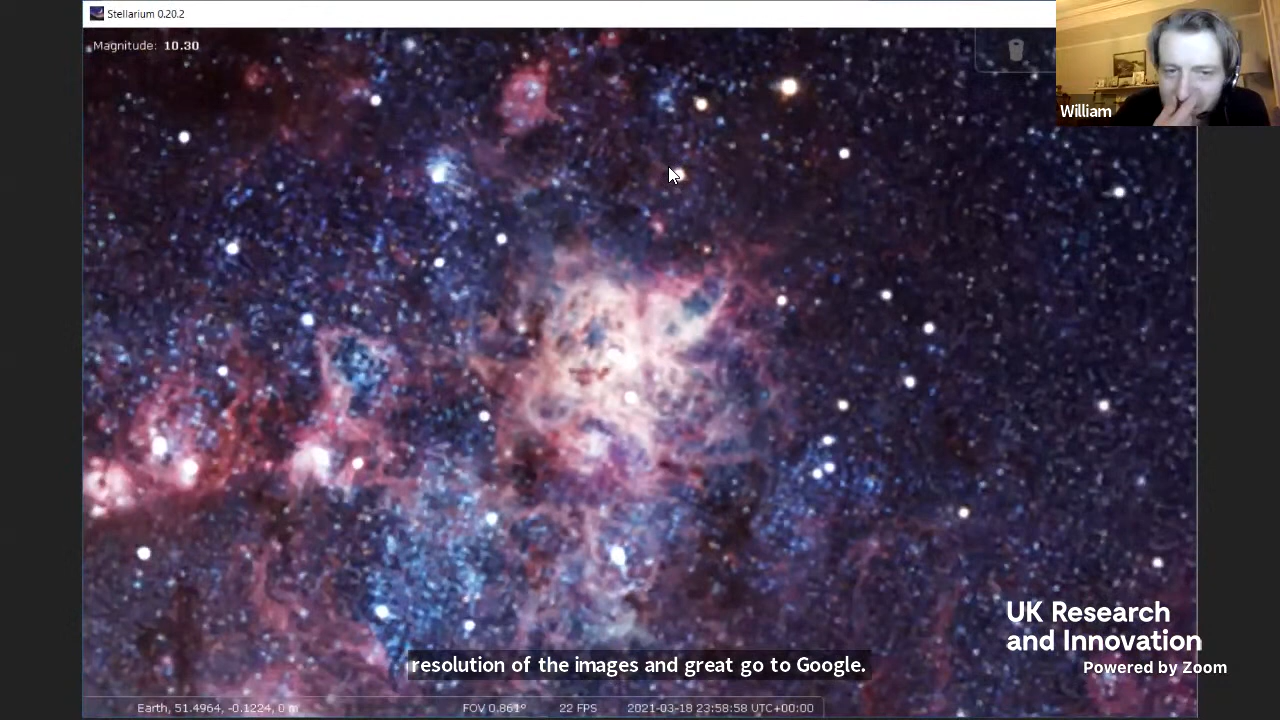 Stellarium 0.20.2
Magnitude: 10.30
William
UK Research
and Innovation
Powered by Zoom
resolution of the images and great go to Google.
Earth, 51.4964, -0.1224, 0 m
FOV 0.861°
22 FPS
2021-03-18 23:58:58 UTC+00:00